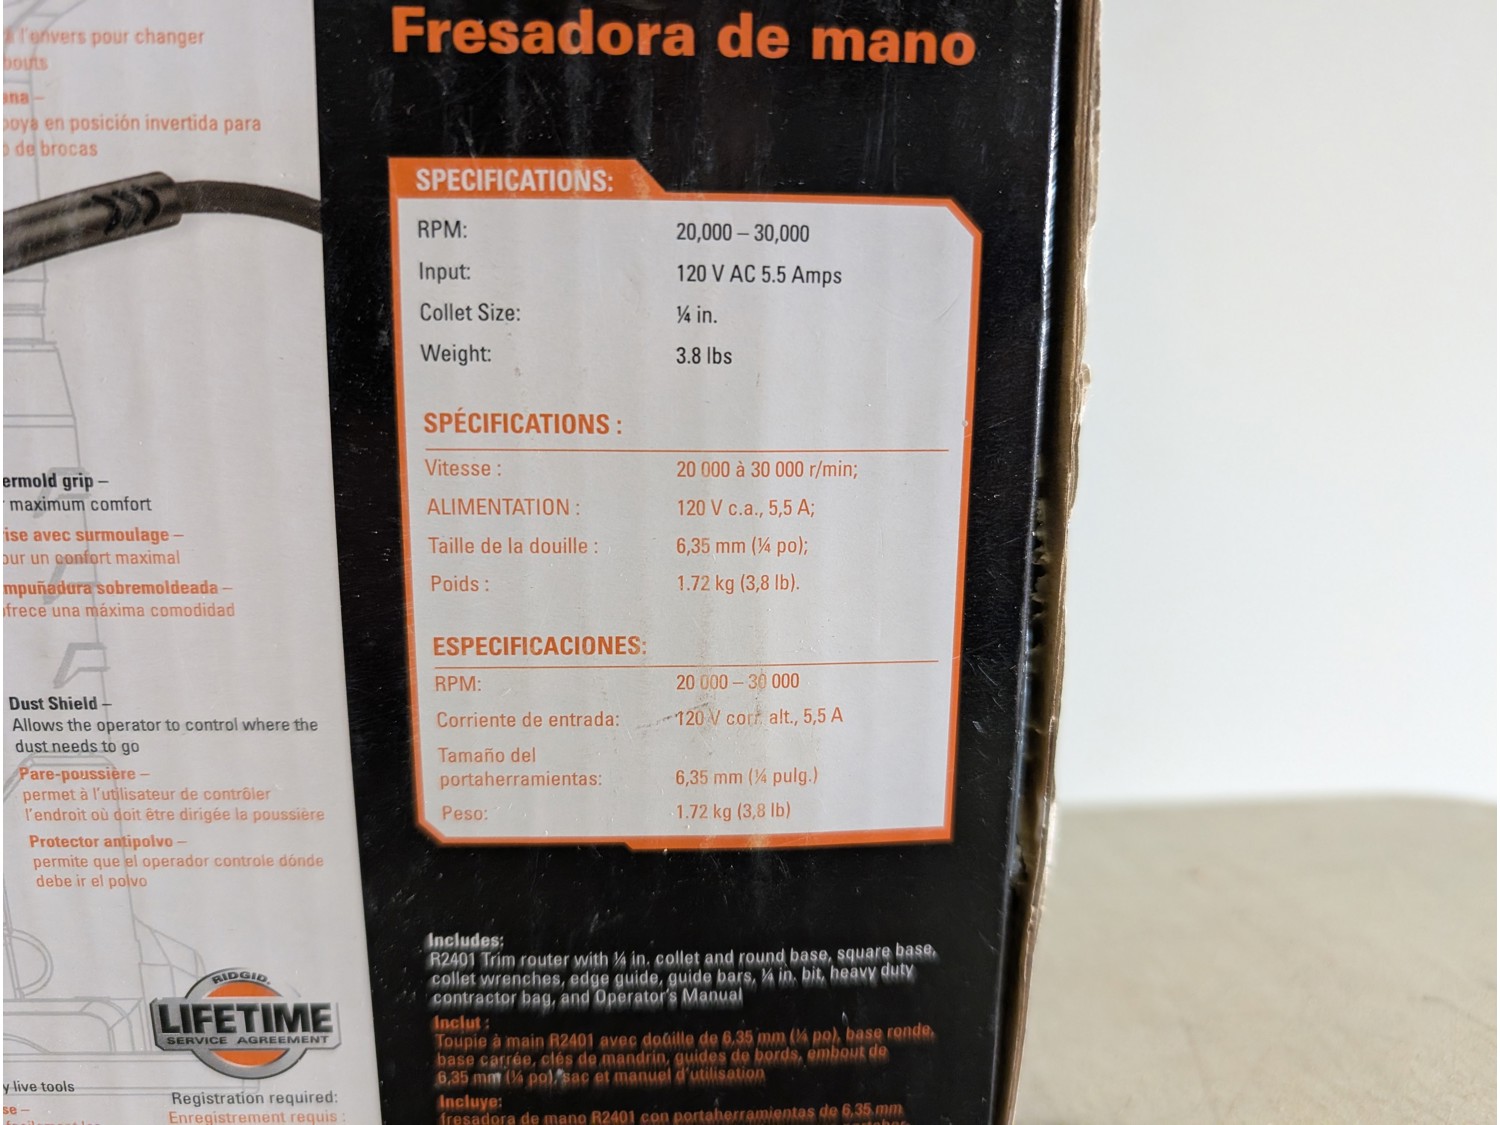 l'envers pour changer
bouts
ana –
poya en posición invertida para
o de brocas
ermold grip –
maximum comfort
rise avec surmoulage –
our un confort maximal
mpuñadura sobremoldeada –
frece una máxima comodidad
Dust Shield –
Allows the operator to control where the
dust needs to go
Pare-poussière –
permet à l'utilisateur de contrôler
l'endroit où doit être dirigée la poussière
Protector antipolvo –
permite que el operador controle dónde
debe ir el polvo
RIDGID.
LIFETIME
SERVICE AGREEMENT
y live tools
se –
Registration required:
Enregistrement requis :
Fresadora de mano
SPECIFICATIONS:
RPM: 20,000 – 30,000
Input: 120 V AC 5.5 Amps
Collet Size: ¼ in.
Weight: 3.8 lbs
SPÉCIFICATIONS :
Vitesse : 20 000 à 30 000 r/min;
ALIMENTATION : 120 V c.a., 5,5 A;
Taille de la douille : 6,35 mm (¼ po);
Poids : 1.72 kg (3,8 lb).
ESPECIFICACIONES:
RPM: 20 000 – 30 000
Corriente de entrada: 120 V corr. alt., 5,5 A
Tamaño del
portaherramientas: 6,35 mm (¼ pulg.)
Peso: 1.72 kg (3,8 lb)
Includes:
R2401 Trim router with ¼ in. collet and round base, square base,
collet wrenches, edge guide, guide bars, ¼ in. bit, heavy duty
contractor bag, and Operator's Manual
Inclut :
Toupie à main R2401 avec douille de 6,35 mm (¼ po), base ronde,
base carrée, clés de mandrin, guides de bords, embout de
6,35 mm (¼ po), sac et manuel d'utilisation
Incluye:
fresadora de mano R2401 con portaherramientas de 6,35 mm